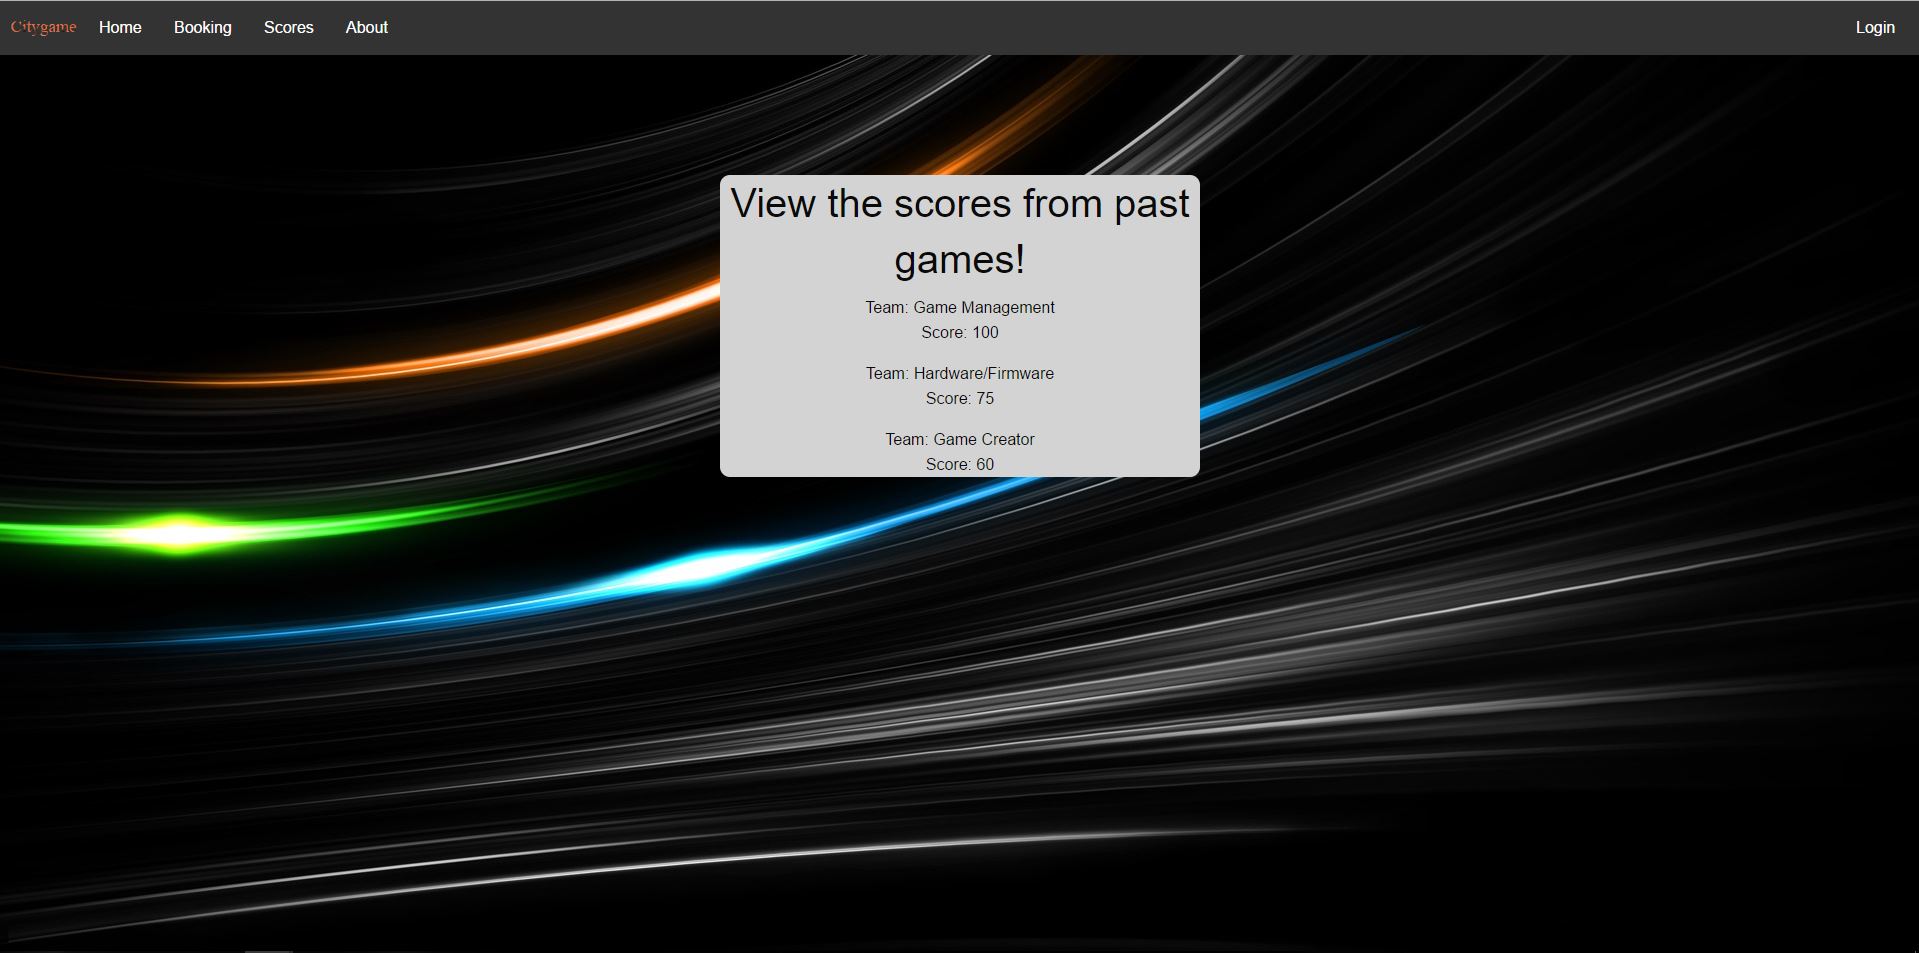 Citygame Home Booking Scores About Login
View the scores from past
games!
Team: Game Management
Score: 100
Team: Hardware/Firmware
Score: 75
Team: Game Creator
Score: 60